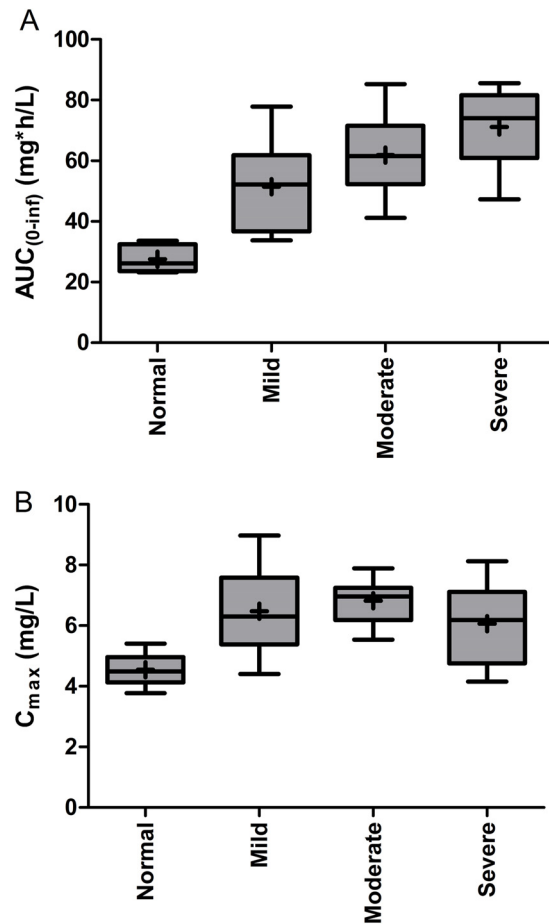 A
AUC(0-inf) (mg*h/L)
100
80
60
40
20
0
Normal
Mild
Moderate
Severe
B
Cmax (mg/L)
10
8
6
4
2
0
Normal
Mild
Moderate
Severe